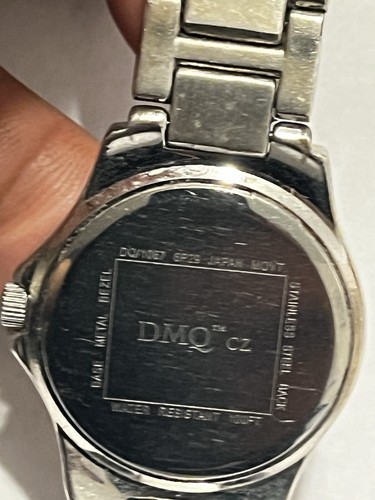 DQ/1067 6P29 JAPAN MOVT
STAINLESS STEEL BACK
WATER RESISTANT 100FT
BASE METAL BEZEL
DMQ™ CZ